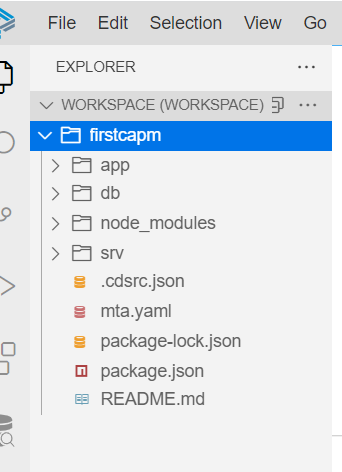 File Edit Selection View Go
EXPLORER
WORKSPACE (WORKSPACE)
firstcapm
app
db
node_modules
srv
.cdsrc.json
mta.yaml
package-lock.json
package.json
README.md